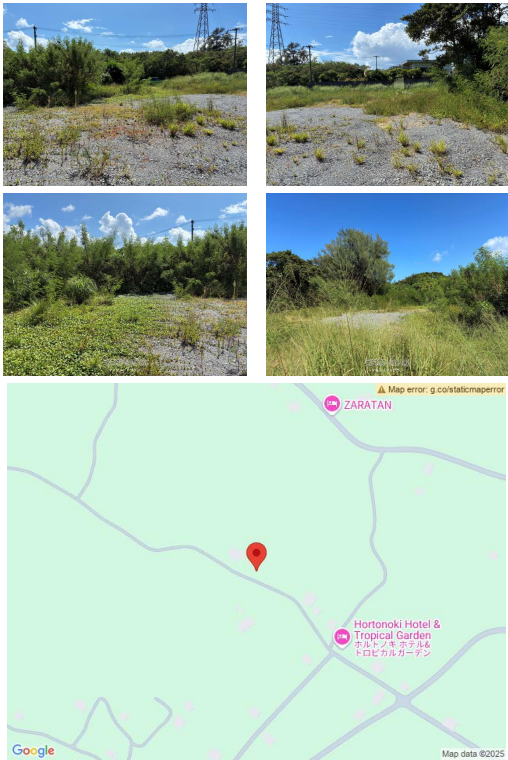 Map error: g.co/staticmaperror
ZARATAN
Hortonoki Hotel &
Tropical Garden
ホルトノキ ホテル&
トロピカルガーデン
Google
Map data ©2025